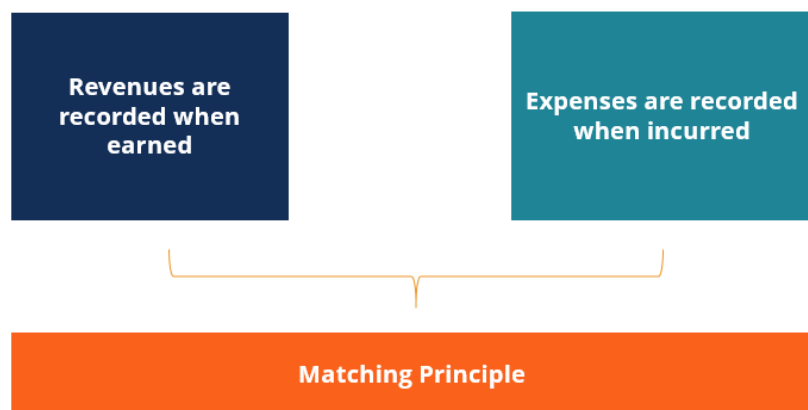 Revenues are
recorded when
earned
Expenses are recorded
when incurred
Matching Principle